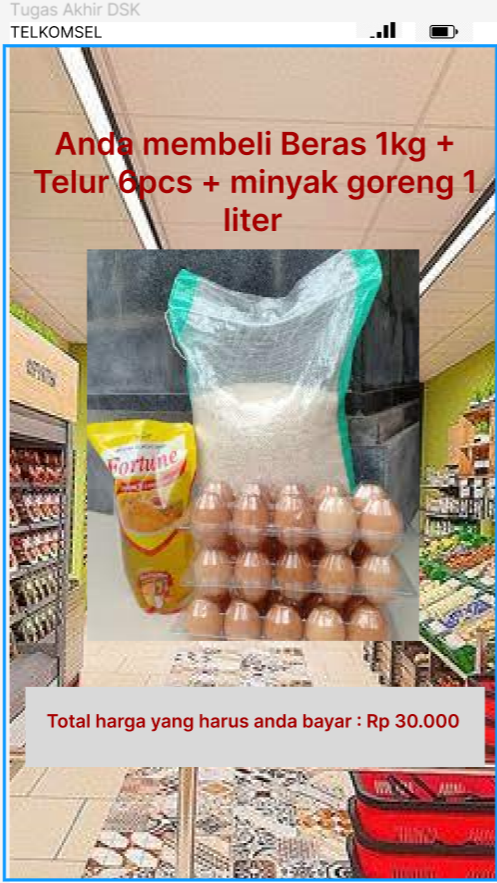 Tugas Akhir DSK
TELKOMSEL
Anda membeli Beras 1kg +
Telur 6pcs + minyak goreng 1
liter
Fortune
Total harga yang harus anda bayar : Rp 30.000